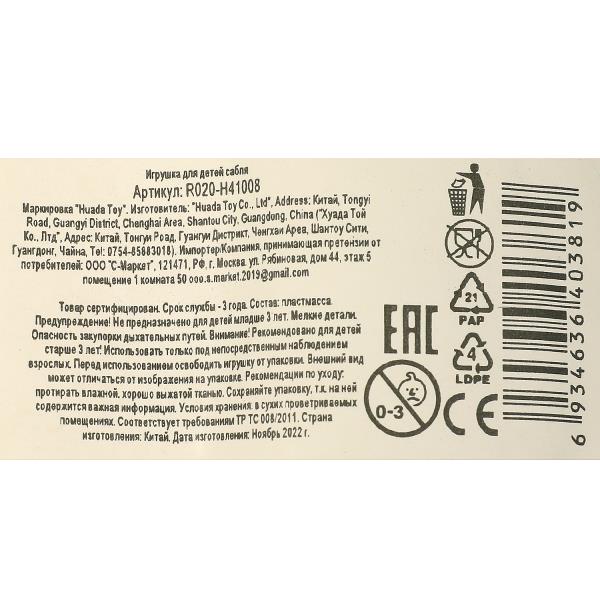 Игрушка для детей сабля
Артикул: R020-H41008
Маркировка "Huada Toy". Изготовитель: "Huada Toy Co., Ltd", Address: Китай, Tongyi
Road, Guangyi District, Chenghai Area, Shantou City, Guangdong, China ("Хуада Той
Ко., Лтд", Адрес: Китай, Тонгуи Роад, Гуангуи Дистрикт, Ченгхаи Ареа, Шантоу Сити,
Гуангдонг, Чайна, Tel: 0754-85883018). Импортер/Компания, принимающая претензии от
потребителей: ООО "С-Маркет", 121471, РФ, г. Москва. ул. Рябиновая, дом 44, этаж 5
помещение 1 комната 50 ooo.s.market.2019@gmail.com
Товар сертифицирован. Срок службы - 3 года. Состав: пластмасса.
Предупреждение! Не предназначено для детей младше 3 лет. Мелкие детали.
Опасность закупорки дыхательных путей. Внимание! Рекомендовано для детей
старше 3 лет! Использовать только под непосредственным наблюдением
взрослых. Перед использованием освободить игрушку от упаковки. Внешний вид
может отличаться от изображения на упаковке. Рекомендации по уходу:
протирать влажной, хорошо выжатой тканью. Сохраняйте упаковку, т.к. на ней
содержится важная информация. Условия хранения: в сухих проветриваемых
помещениях. Соответствует требованиям ТР ТС 008/2011. Страна
изготовления: Китай. Дата изготовления: Ноябрь 2022 г.
EAC
0-3
21
PAP
4
LDPE
CE
6 934636 403819